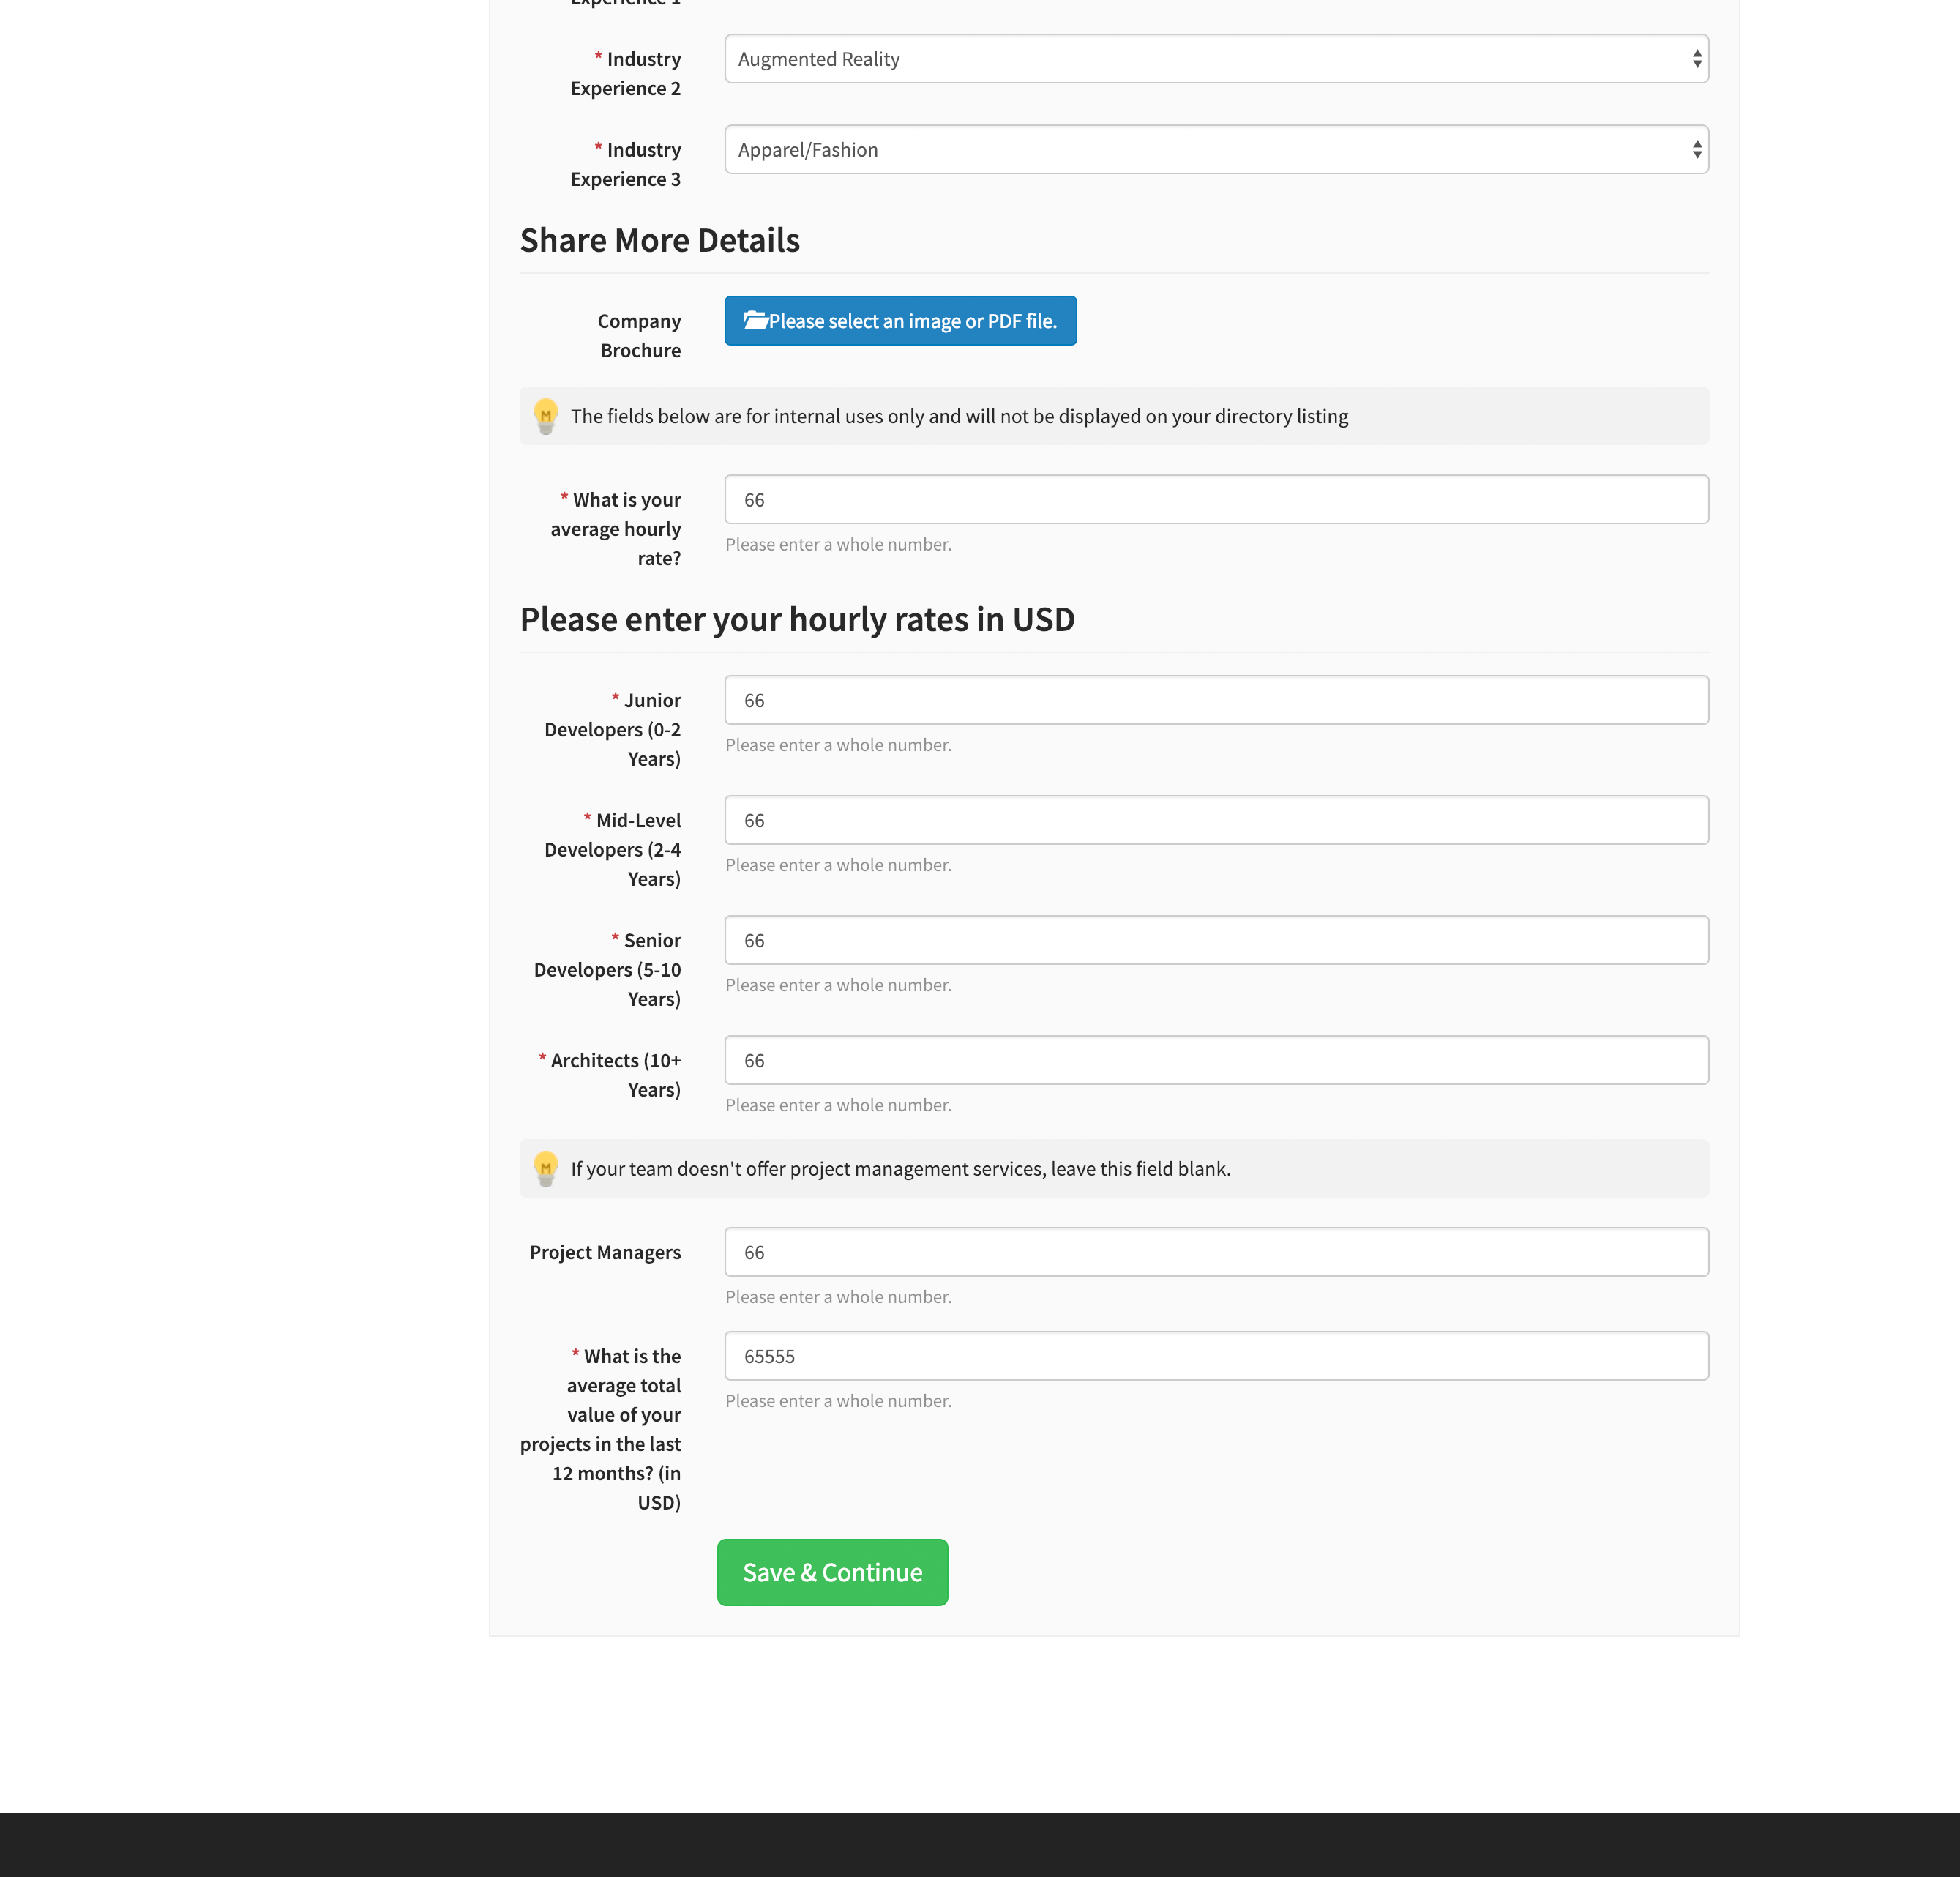 Experience 1
* Industry
Experience 2
Augmented Reality
* Industry
Experience 3
Apparel/Fashion
Share More Details
Company
Brochure
Please select an image or PDF file.
M
The fields below are for internal uses only and will not be displayed on your directory listing
* What is your
average hourly
rate?
66
Please enter a whole number.
Please enter your hourly rates in USD
* Junior
Developers (0-2
Years)
66
Please enter a whole number.
* Mid-Level
Developers (2-4
Years)
66
Please enter a whole number.
* Senior
Developers (5-10
Years)
66
Please enter a whole number.
* Architects (10+
Years)
66
Please enter a whole number.
M
If your team doesn't offer project management services, leave this field blank.
Project Managers
66
Please enter a whole number.
* What is the
average total
value of your
projects in the last
12 months? (in
USD)
65555
Please enter a whole number.
Save & Continue